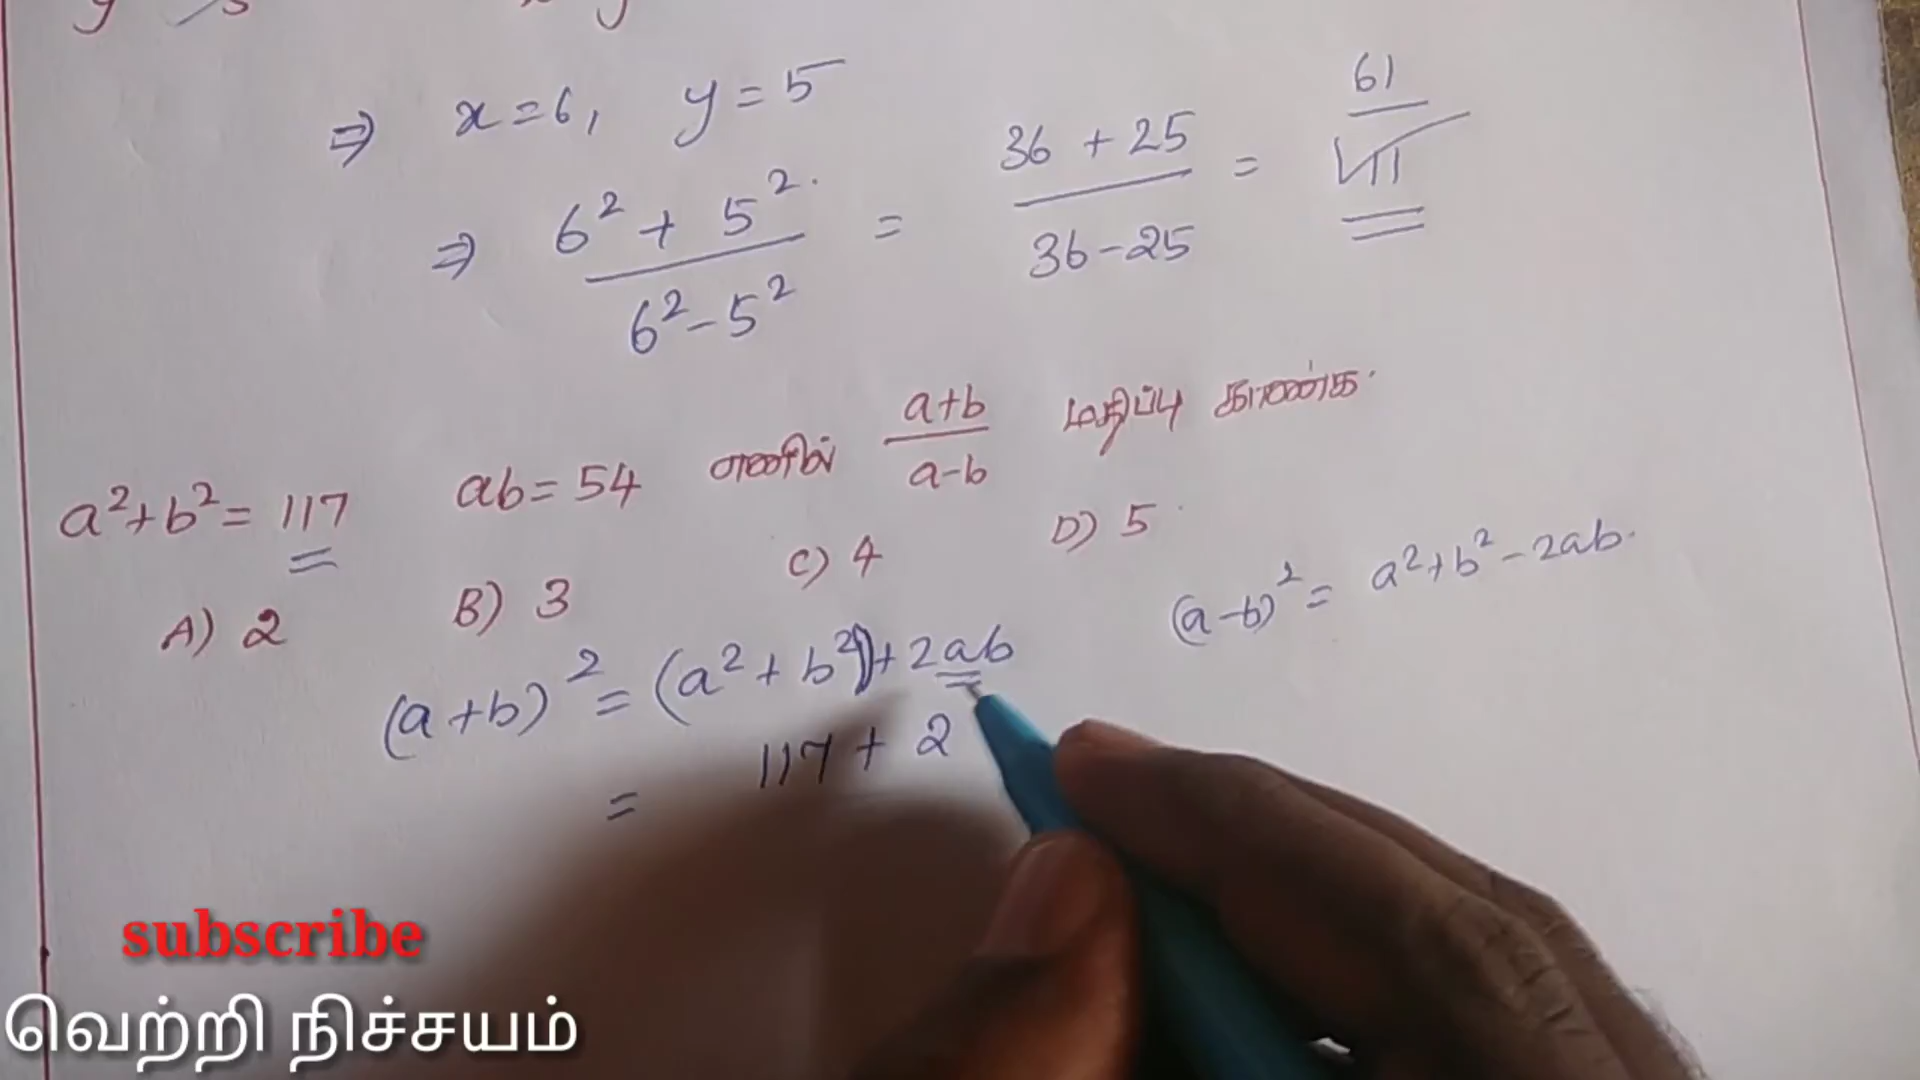 ⇒ x=6, y=5
⇒ 6²+5²/6²-5² = 36+25/36-25 = 61/11
a²+b²=117 ab=54 எனில் a+b/a-b மதிப்பு காண்க.
A) 2 B) 3 C) 4 D) 5
(a-b)² = a²+b²-2ab.
(a+b)² = (a²+b²)+2ab
= 117+2
subscribe
வெற்றி நிச்சயம்